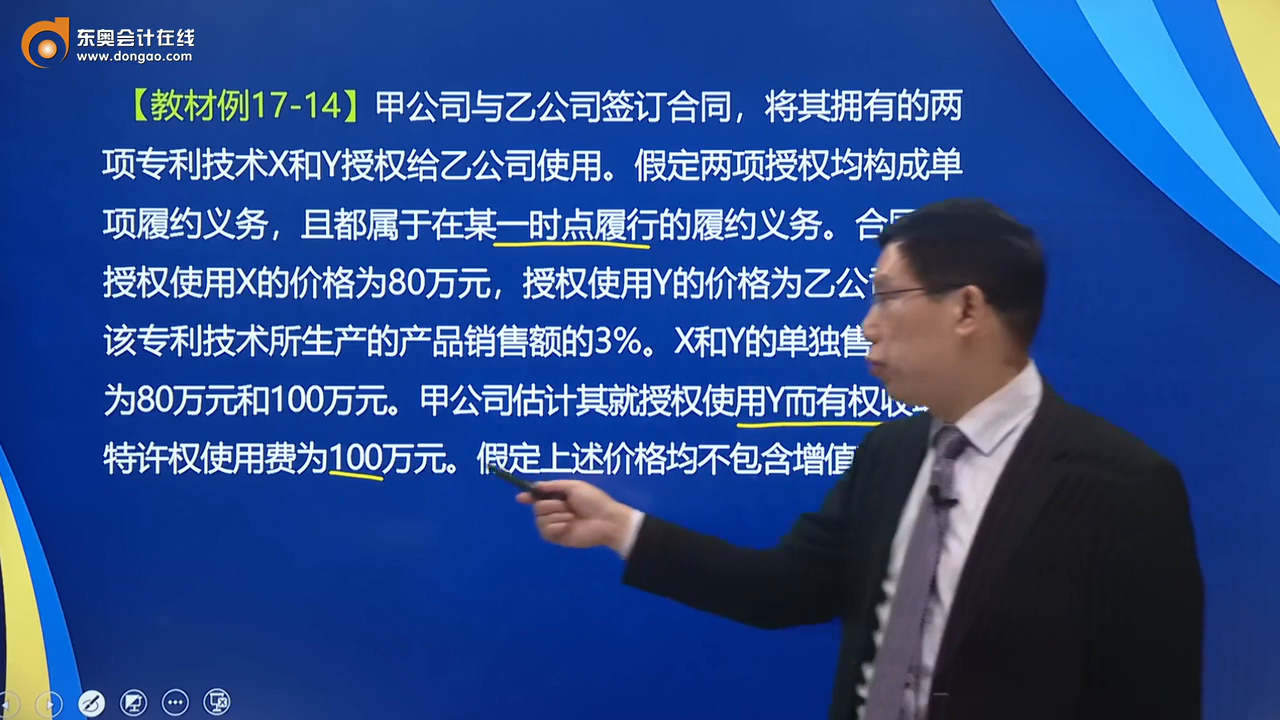 东奥会计在线
www.dongao.com
【教材例17-14】甲公司与乙公司签订合同，将其拥有的两
项专利技术X和Y授权给乙公司使用。假定两项授权均构成单
项履约义务，且都属于在某一时点履行的履约义务。合
授权使用X的价格为80万元，授权使用Y的价格为乙公
该专利技术所生产的产品销售额的3%。X和Y的单独售
为80万元和100万元。甲公司估计其就授权使用Y而有权收
特许权使用费为100万元。假定上述价格均不包含增值